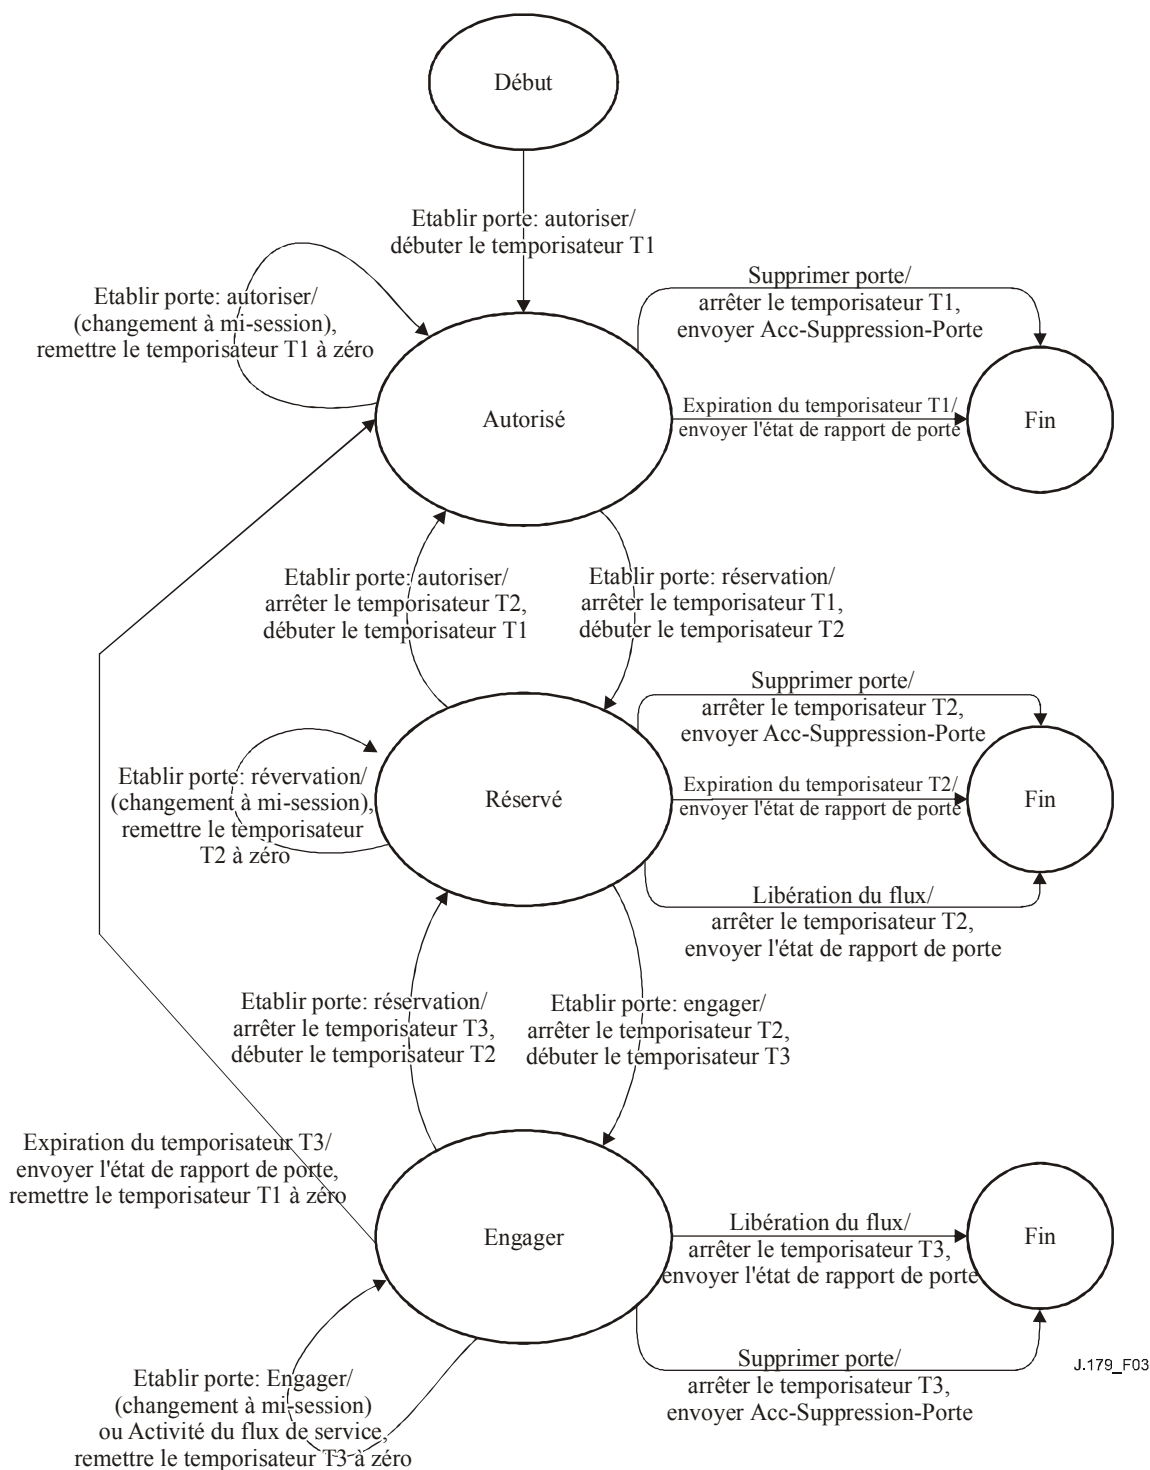 Début
Etablir porte: autoriser/
débuter le temporisateur T1
Etablir porte: autoriser/
(changement à mi-session),
remettre le temporisateur T1 à zéro
Supprimer porte/
arrêter le temporisateur T1,
envoyer Acc-Suppression-Porte
Autorisé
Expiration du temporisateur T1/
envoyer l'état de rapport de porte
Fin
Etablir porte: autoriser/
arrêter le temporisateur T2,
débuter le temporisateur T1
Etablir porte: réservation/
arrêter le temporisateur T1,
débuter le temporisateur T2
Supprimer porte/
arrêter le temporisateur T2,
envoyer Acc-Suppression-Porte
Etablir porte: révervation/
(changement à mi-session),
remettre le temporisateur
T2 à zéro
Réservé
Expiration du temporisateur T2/
envoyer l'état de rapport de porte
Fin
Libération du flux/
arrêter le temporisateur T2,
envoyer l'état de rapport de porte
Etablir porte: réservation/
arrêter le temporisateur T3,
débuter le temporisateur T2
Etablir porte: engager/
arrêter le temporisateur T2,
débuter le temporisateur T3
Expiration du temporisateur T3/
envoyer l'état de rapport de porte,
remettre le temporisateur T1 à zéro
Engager
Libération du flux/
arrêter le temporisateur T3,
envoyer l'état de rapport de porte
Fin
Etablir porte: Engager/
(changement à mi-session)
ou Activité du flux de service,
remettre le temporisateur T3 à zéro
Supprimer porte/
arrêter le temporisateur T3,
envoyer Acc-Suppression-Porte
J.179_F03